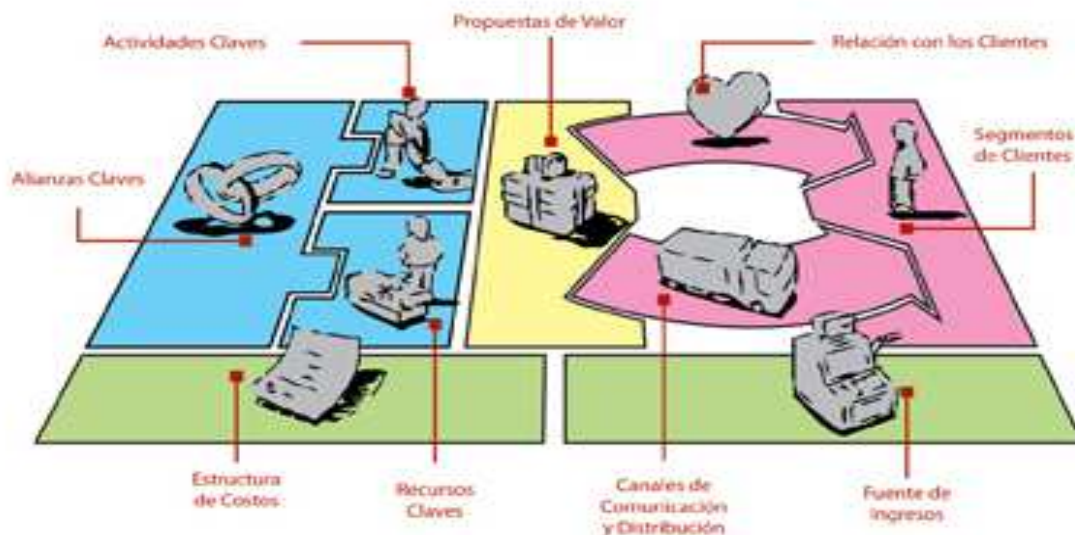 Propuestas de Valor
Actividades Claves
Relación con los Clientes
Segmentos
de Clientes
Alianzas Claves
Estructura
de Costos
Recursos
Claves
Canales de
Comunicación
y Distribución
Fuente de
Ingresos